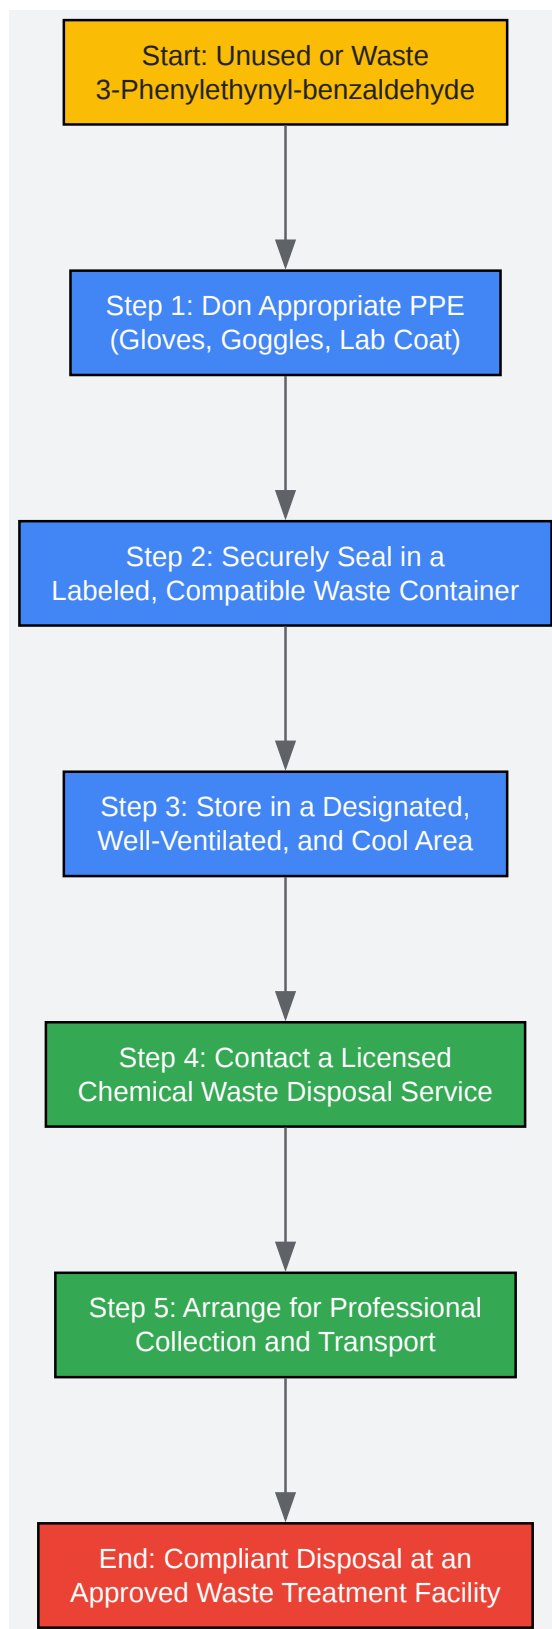 Start: Unused or Waste
3-Phenylethynyl-benzaldehyde
Step 1: Don Appropriate PPE
(Gloves, Goggles, Lab Coat)
Step 2: Securely Seal in a
Labeled, Compatible Waste Container
Step 3: Store in a Designated,
Well-Ventilated, and Cool Area
Step 4: Contact a Licensed
Chemical Waste Disposal Service
Step 5: Arrange for Professional
Collection and Transport
End: Compliant Disposal at an
Approved Waste Treatment Facility